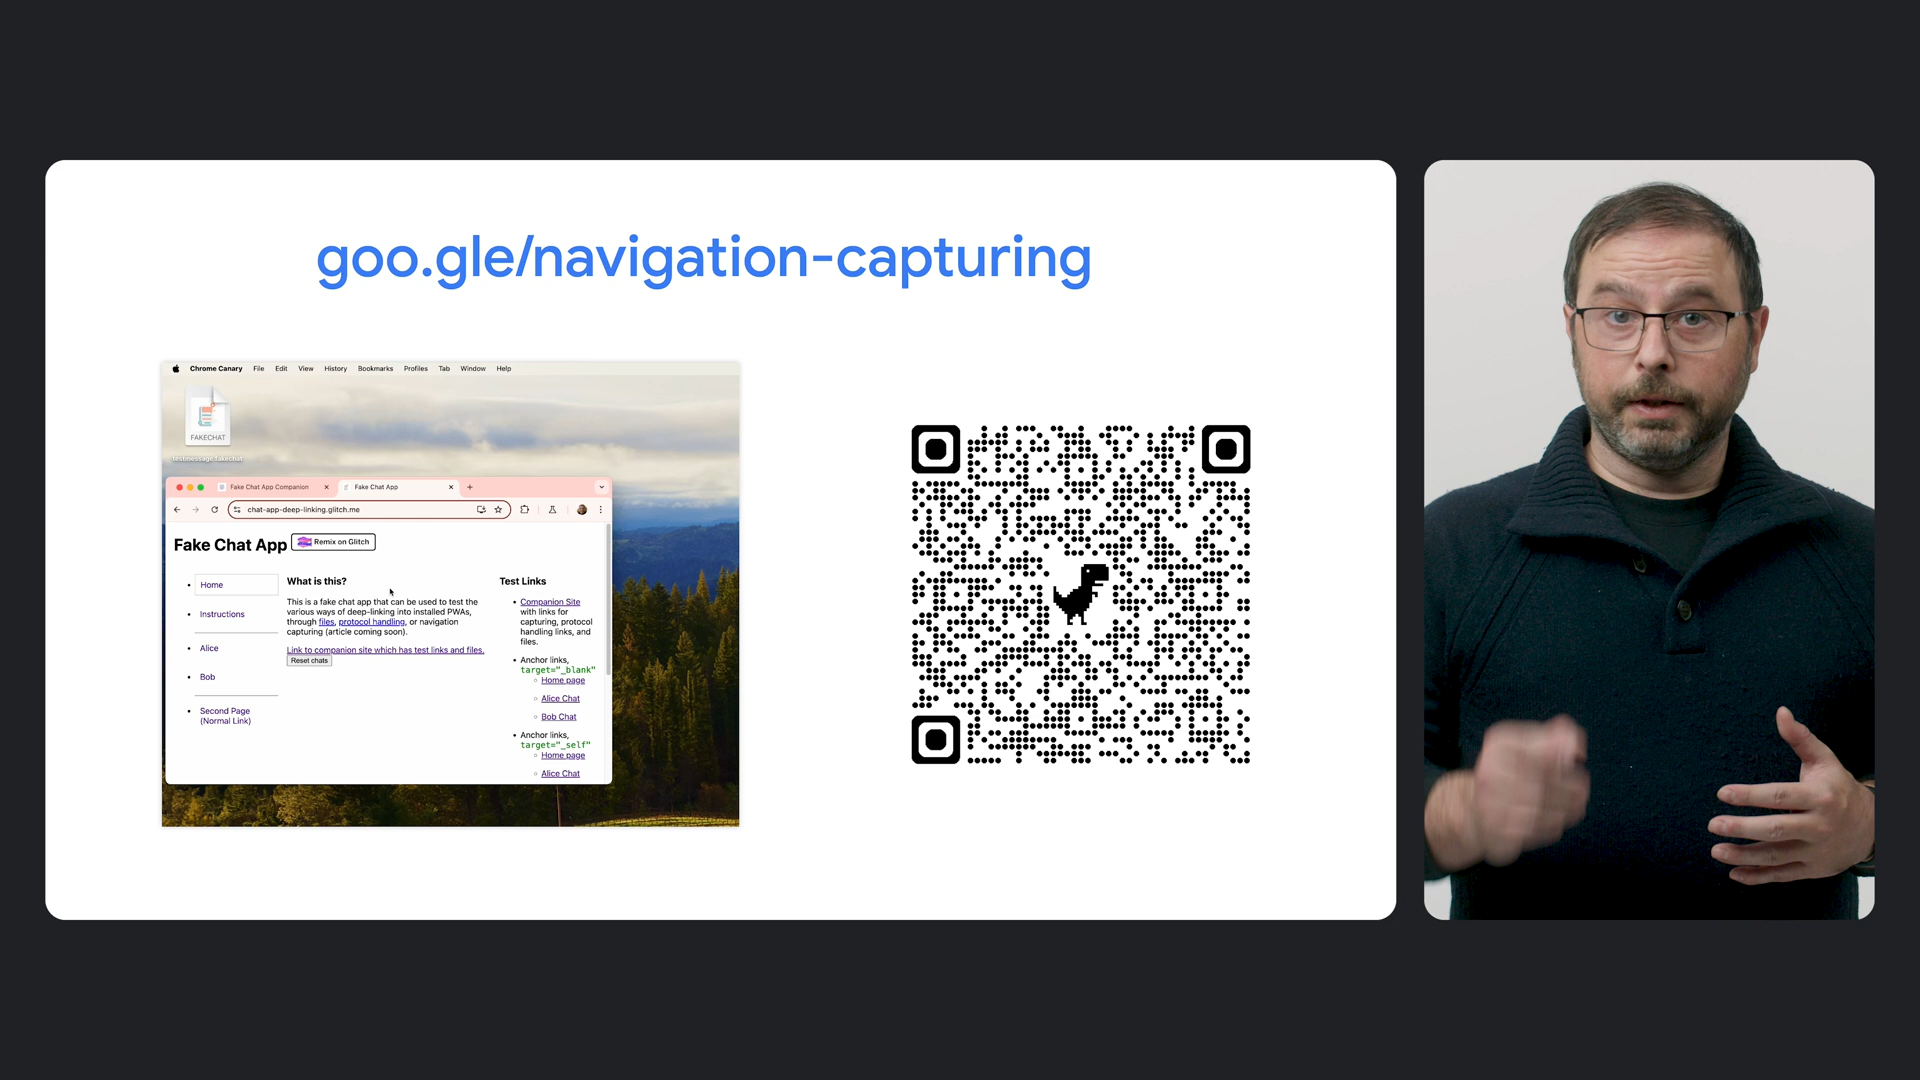 goo.gle/navigation-capturing
Chrome Canary File Edit View History Bookmarks Profiles Tab Window Help
FAKECHAT
Fake Chat App Companion
Fake Chat App
chat-app-deep-linking.glitch.me
Fake Chat App
Remix on Glitch
Home
Instructions
Alice
Bob
Second Page
(Normal Link)
What is this?
This is a fake chat app that can be used to test the
various ways of deep-linking into installed PWAs,
through files, protocol handling, or navigation
capturing (article coming soon).
Link to companion site which has test links and files.
Reset chats
Test Links
Companion Site
with links for
capturing, protocol
handling links, and
files.
Anchor links,
target="_blank"
Home page
Alice Chat
Bob Chat
Anchor links,
target="_self"
Home page
Alice Chat